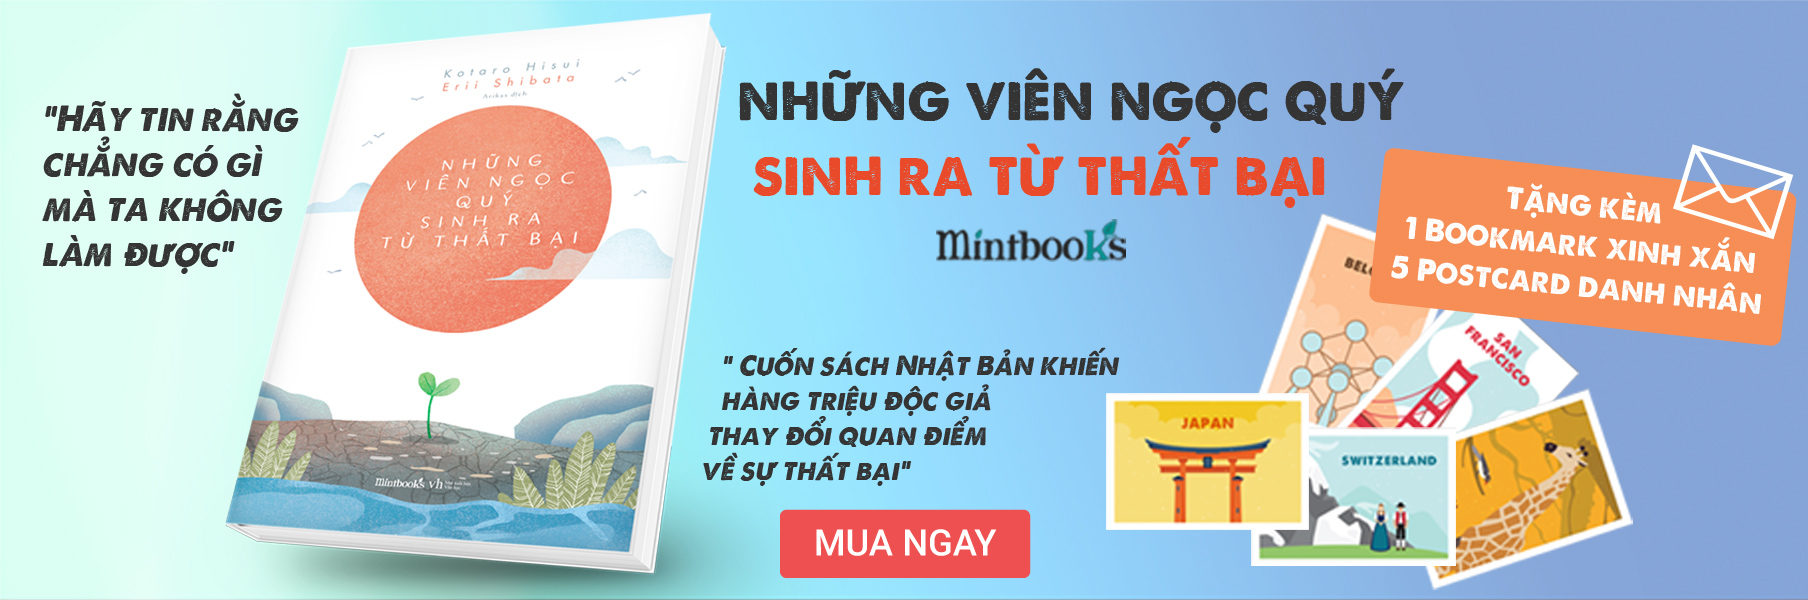 "HÃY TIN RẰNG
CHẲNG CÓ GÌ
MÀ TA KHÔNG
LÀM ĐƯỢC"
Kotaro Hisui
Erii Shibata
Arikas dịch
NHỮNG
VIÊN NGỌC
QUÝ
SINH RA
TỪ THẤT BẠI
mintbooks vh
NHỮNG VIÊN NGỌC QUÝ
SINH RA TỪ THẤT BẠI
mintbooks
" CUỐN SÁCH NHẬT BẢN KHIẾN
HÀNG TRIỆU ĐỘC GIẢ
THAY ĐỔI QUAN ĐIỂM
VỀ SỰ THẤT BẠI"
MUA NGAY
TẶNG KÈM
1 BOOKMARK XINH XẮN
5 POSTCARD DANH NHÂN
SAN
FRANCISCO
JAPAN
SWITZERLAND